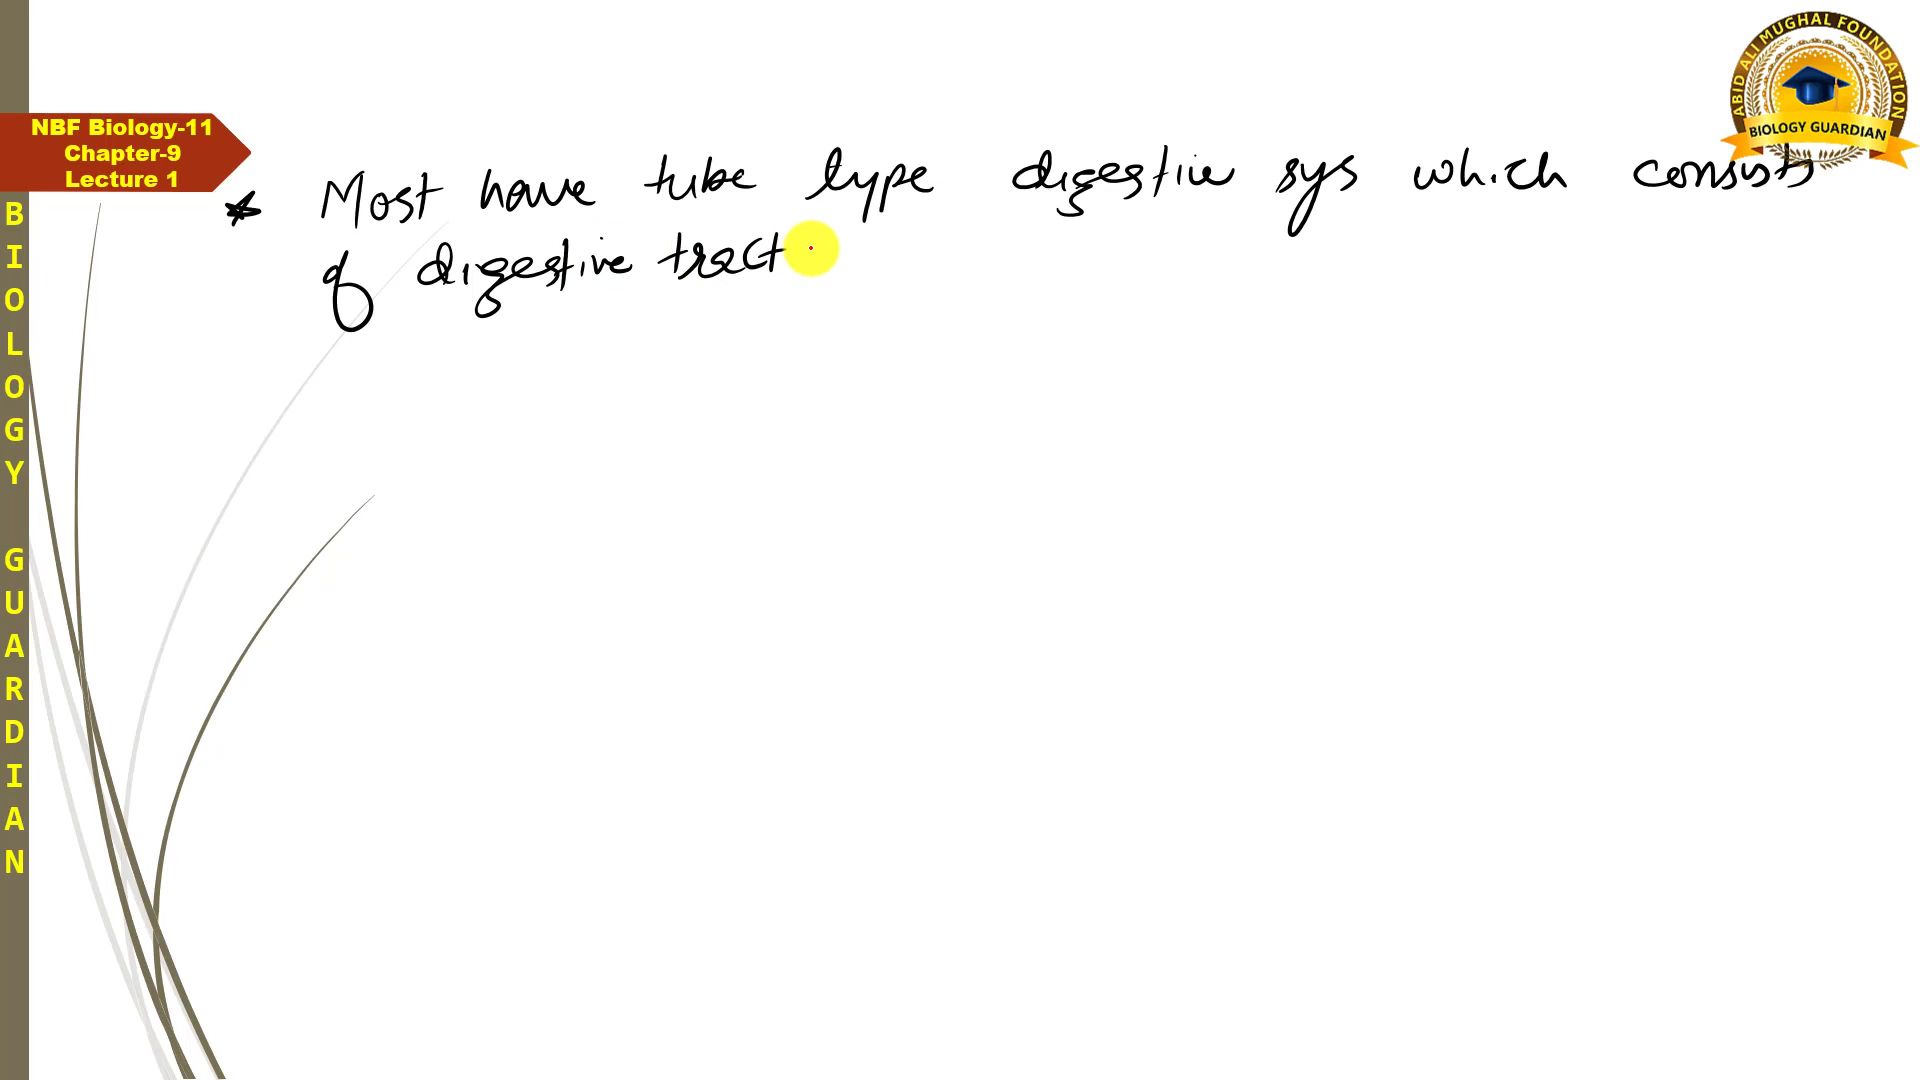 ABID ALI MUGHAL FOUNDATION
BIOLOGY GUARDIAN
NBF Biology-11
Chapter-9
Lecture 1
* Most have tube type digestive sys which consists
of digestive tract
BIOLOGY GUARDIAN